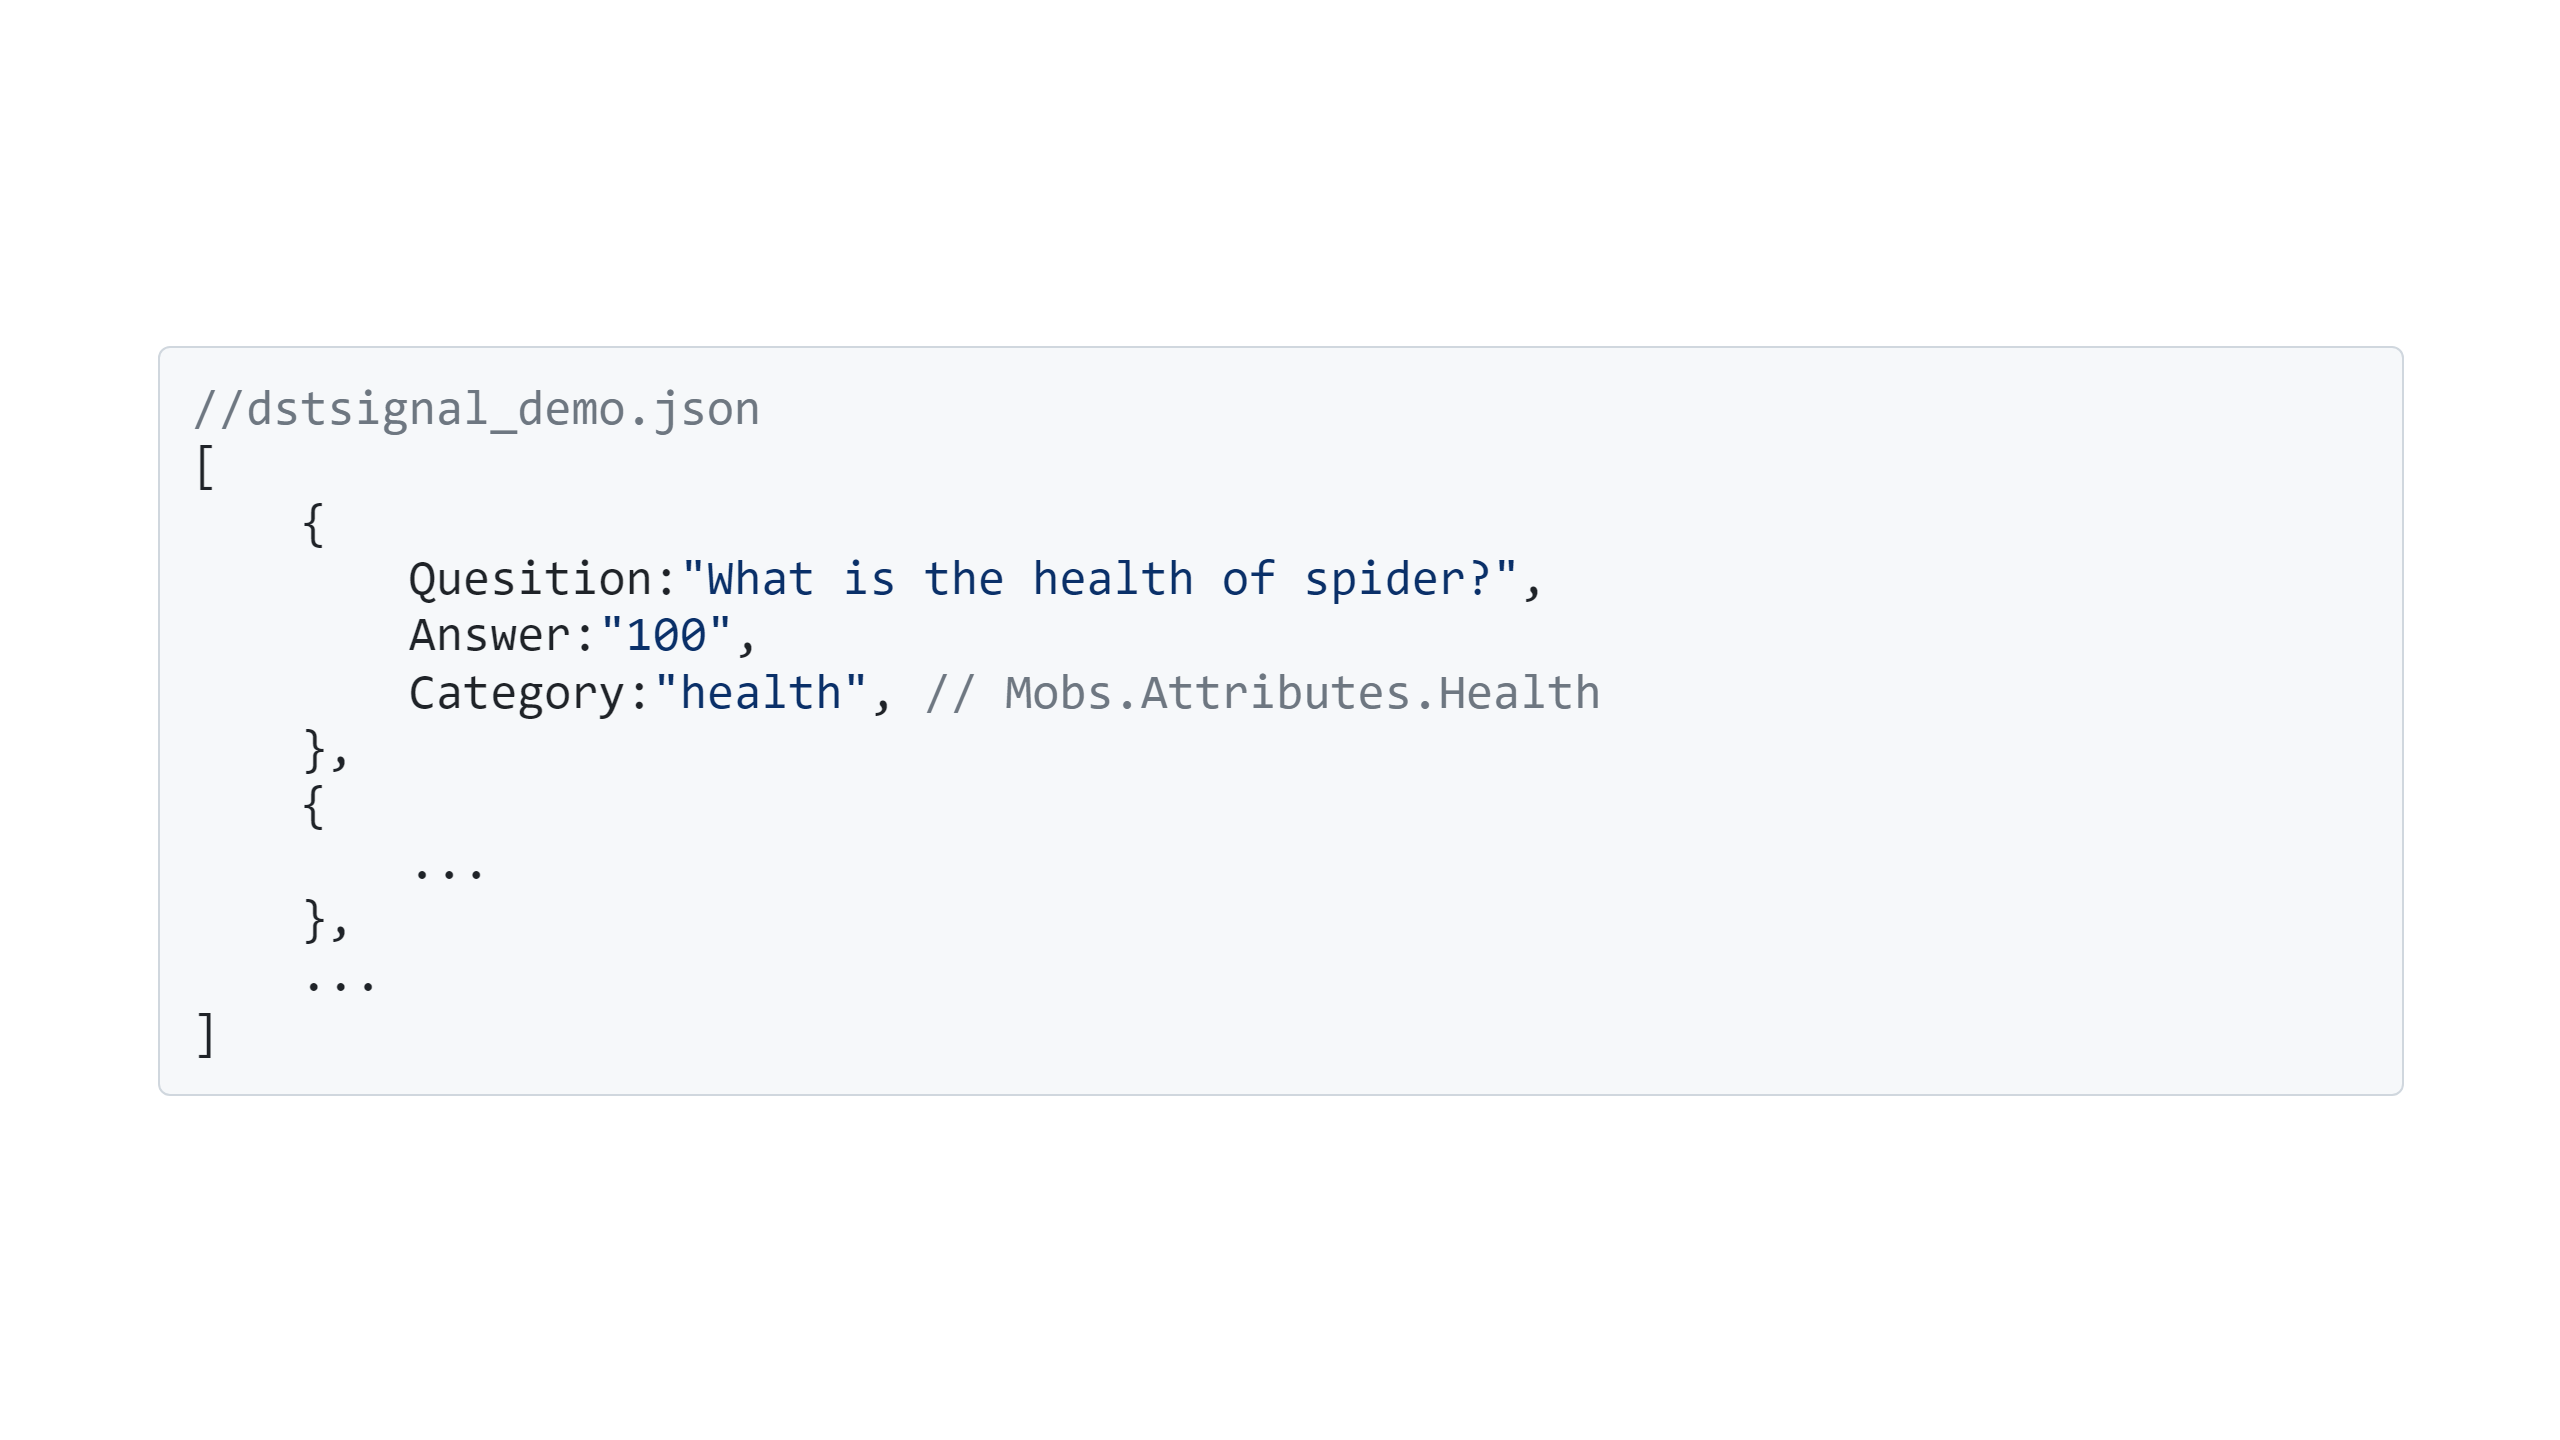 //dstsignal_demo.json
[
    {
        Quesition:"What is the health of spider?",
        Answer:"100",
        Category:"health", // Mobs.Attributes.Health
    },
    {
        ...
    },
    ...
]